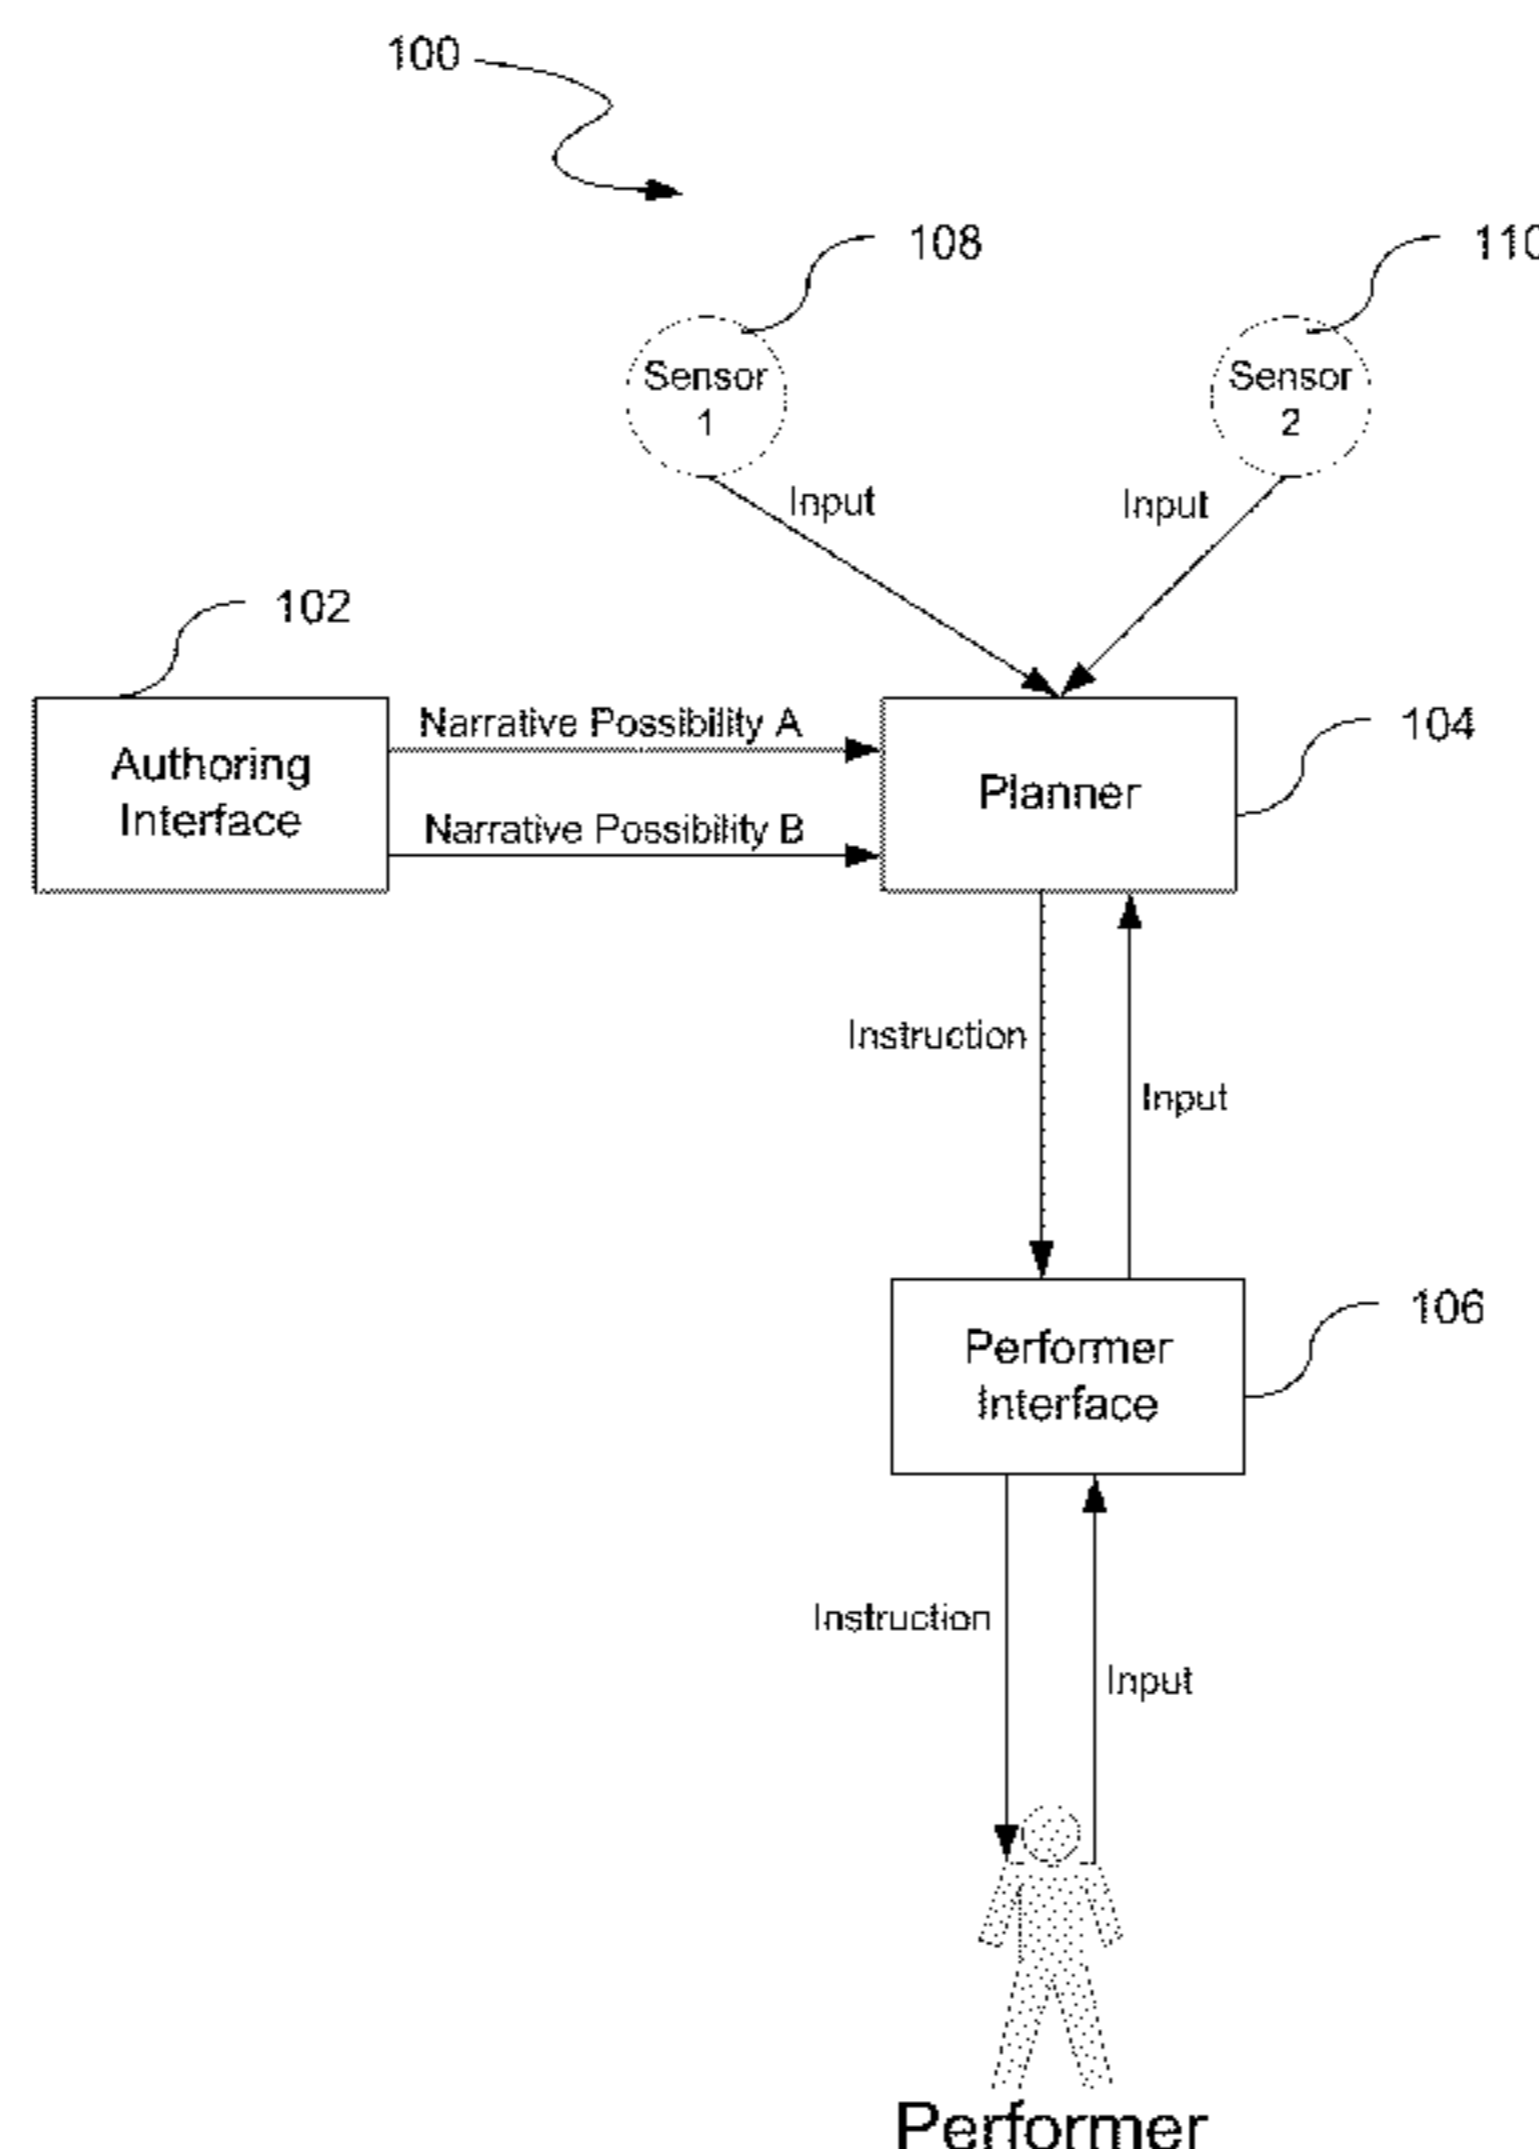 100
108
110
Sensor
1
Sensor
2
Input
Input
102
Authoring
Interface
Narrative Possibility A
Narrative Possibility B
Planner
104
Instruction
Input
Performer
Interface
106
Instruction
Input
Performer